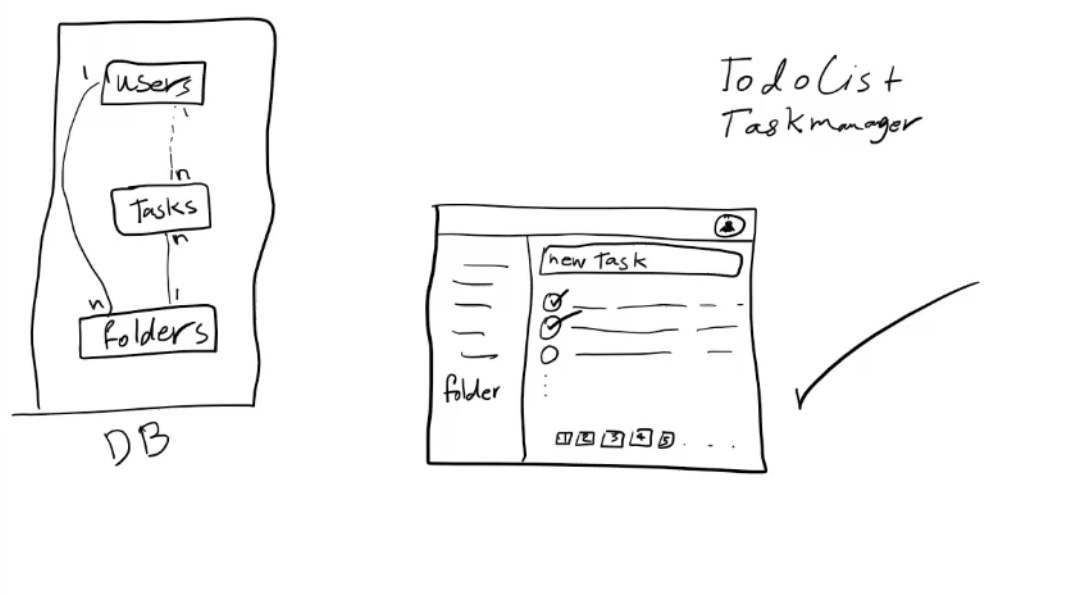 TodoList
Taskmanager
1
users
1
n
Tasks
n
1
n
folders
DB
new Task
folder
1 2 3 4 5